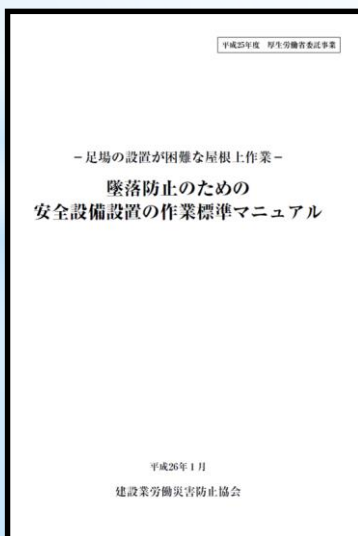 平成25年度　厚生労働省委託事業
－足場の設置が困難な屋根上作業－
墜落防止のための
安全設備設置の作業標準マニュアル
平成26年1月
建設業労働災害防止協会